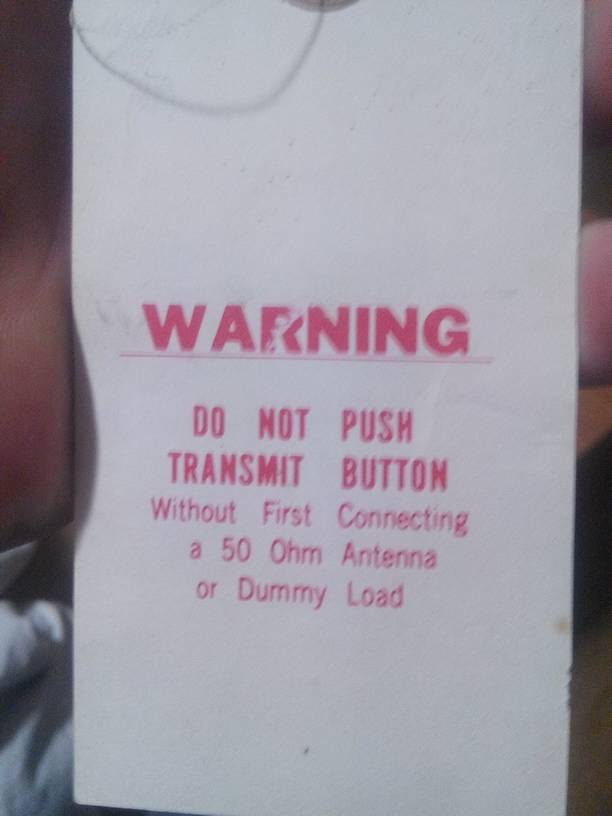 WARNING
DO NOT PUSH
TRANSMIT BUTTON
Without First Connecting
a 50 Ohm Antenna
or Dummy Load